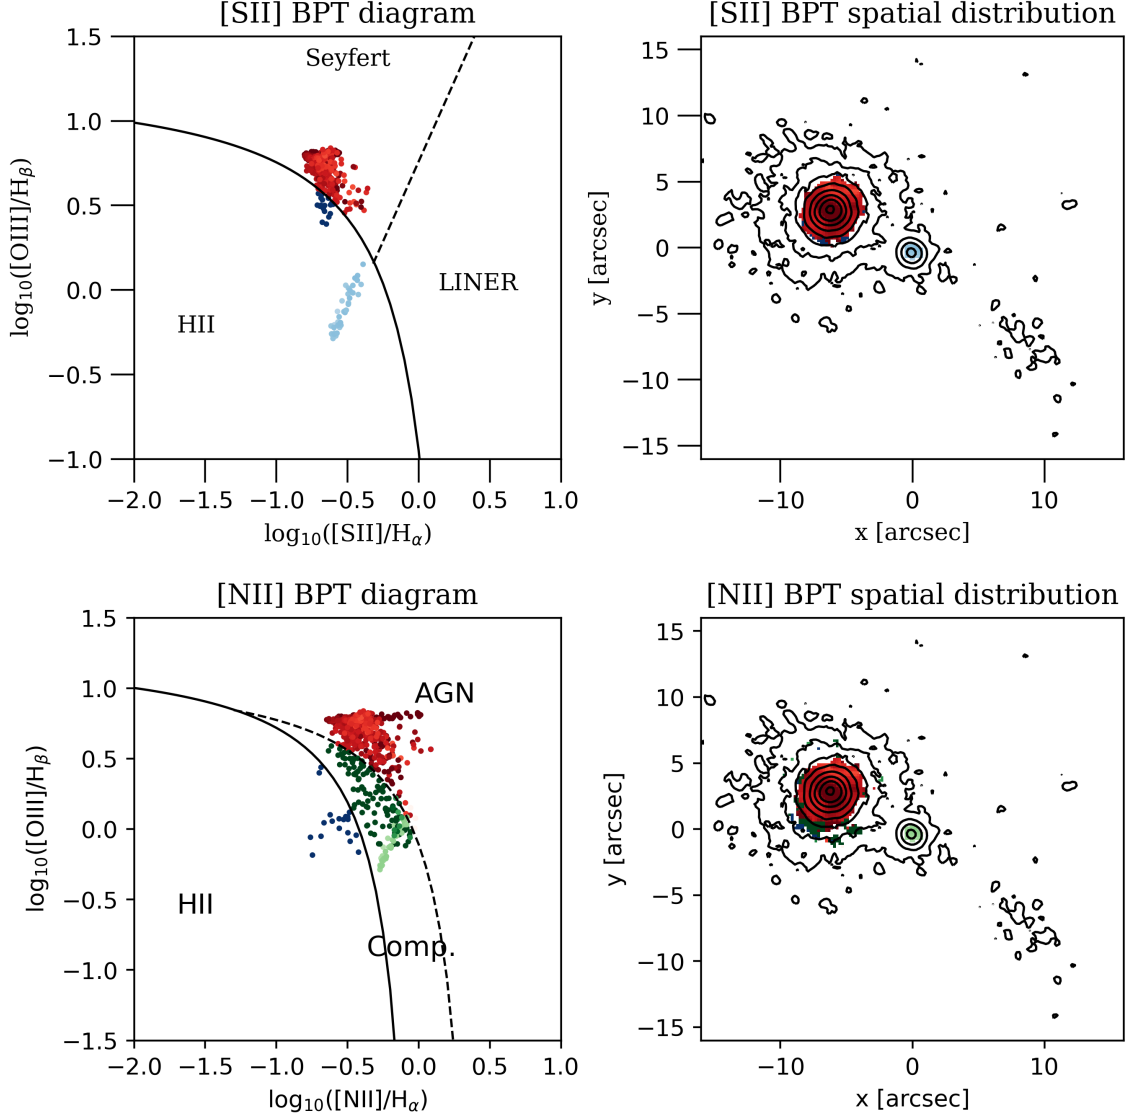 [SII] BPT diagram
1.5
1.0
0.5
0.0
−0.5
−1.0
−2.0 −1.5 −1.0 −0.5 0.0 0.5 1.0
log₁₀([OIII]/Hᵦ)
log₁₀([SII]/Hα)
Seyfert
LINER
HII
[SII] BPT spatial distribution
15
10
5
0
−5
−10
−15
−10 0 10
y [arcsec]
x [arcsec]
[NII] BPT diagram
1.5
1.0
0.5
0.0
−0.5
−1.0
−1.5
−2.0 −1.5 −1.0 −0.5 0.0 0.5 1.0
log₁₀([OIII]/Hᵦ)
log₁₀([NII]/Hα)
AGN
HII
Comp.
[NII] BPT spatial distribution
15
10
5
0
−5
−10
−15
−10 0 10
y [arcsec]
x [arcsec]